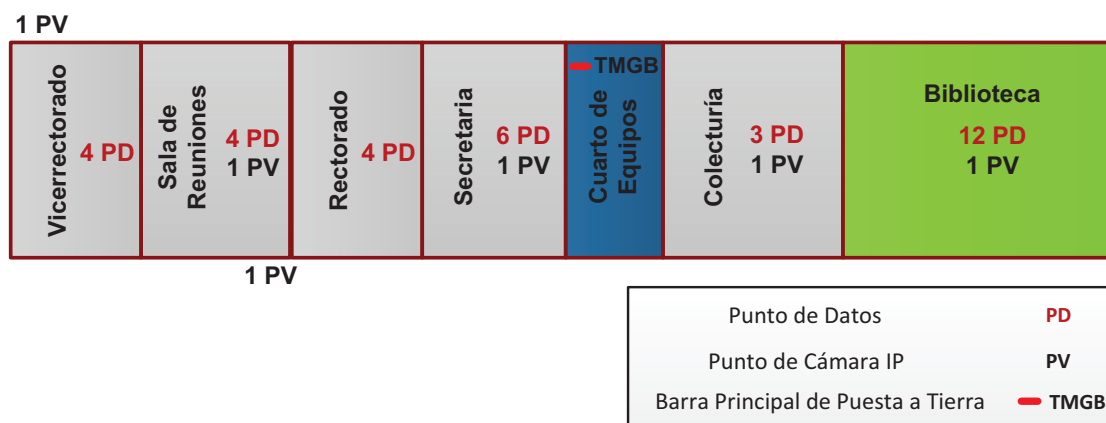 1 PV
Vicerrectorado
4 PD
Sala de
Reuniones
4 PD
1 PV
Rectorado
4 PD
Secretaria
6 PD
1 PV
TMGB
Cuarto de
Equipos
Colecturía
3 PD
1 PV
Biblioteca
12 PD
1 PV
1 PV
Punto de Datos PD
Punto de Cámara IP PV
Barra Principal de Puesta a Tierra TMGB